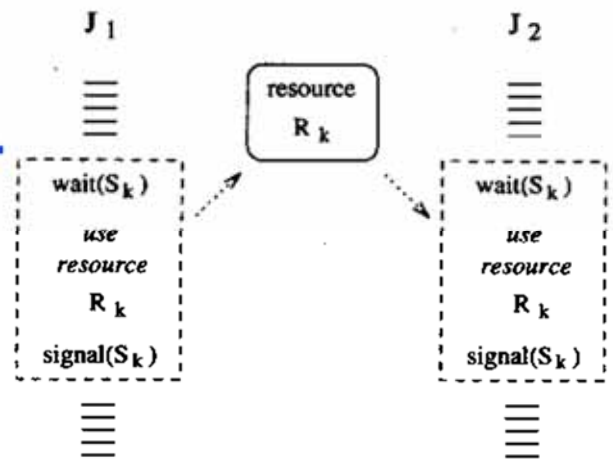 J 1
J 2
resource
R k
wait(S k)
use
resource
R k
signal(S k)
wait(S k)
use
resource
R k
signal(S k)